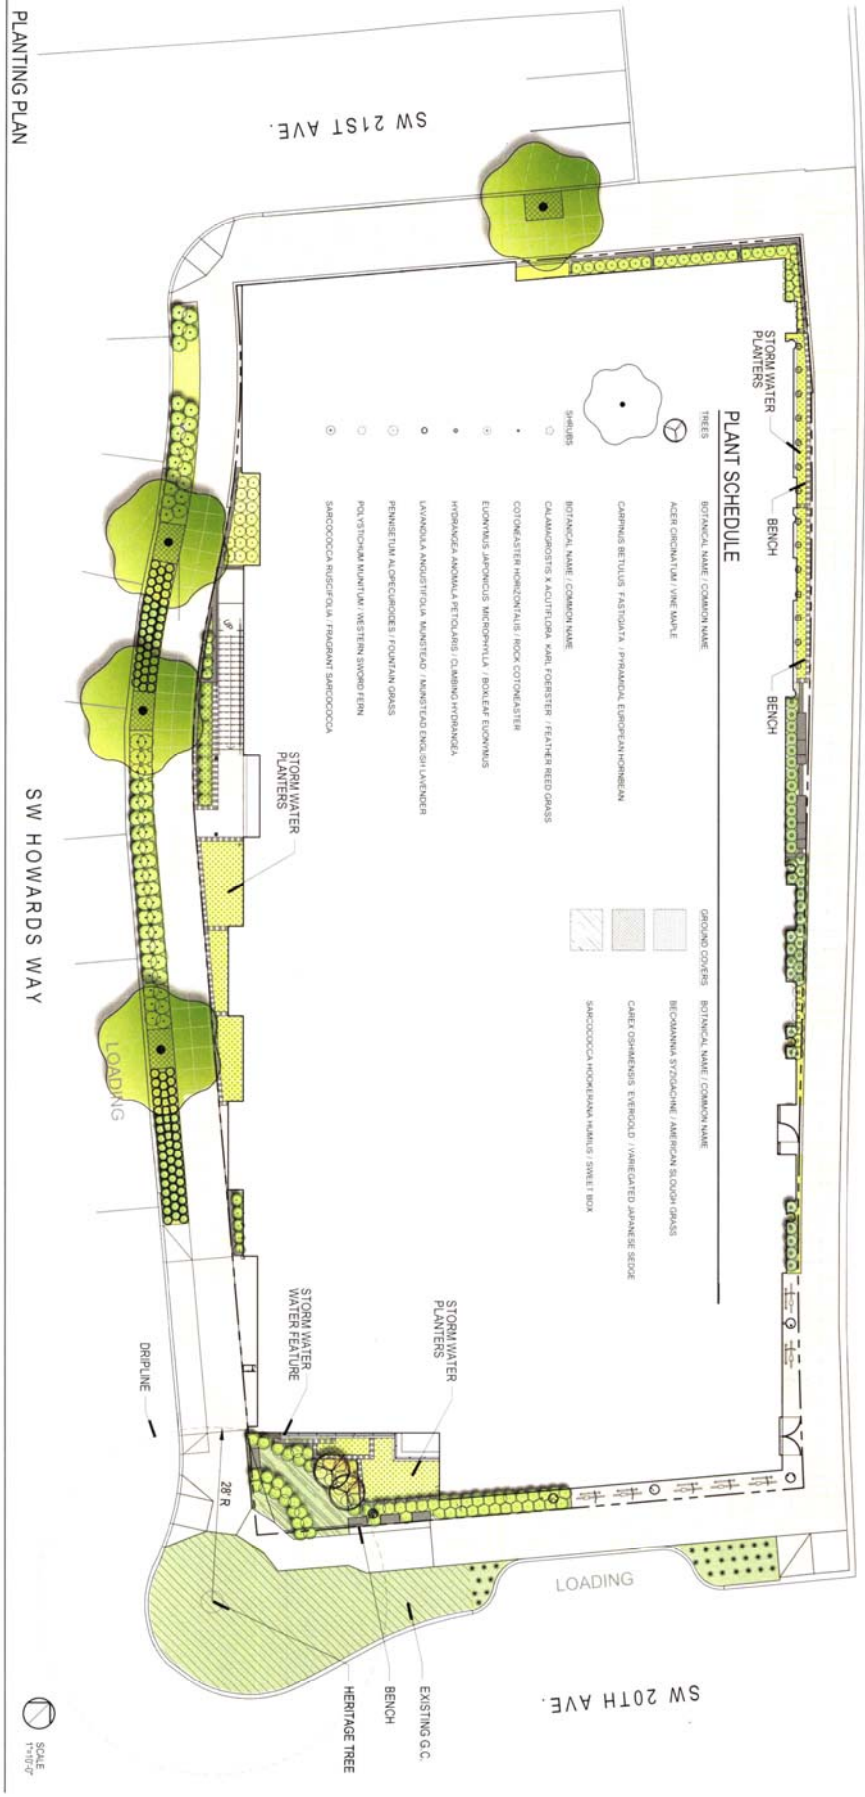 PLANTING PLAN
SW 21ST AVE.
STORM WATER
PLANTERS
BENCH
BENCH
PLANT SCHEDULE
TREES
BOTANICAL NAME / COMMON NAME
ACER CIRCINATUM / VINE MAPLE
CARPINUS BETULUS `FASTIGIATA` / PYRAMIDAL EUROPEAN HORNBEAM
SHRUBS
BOTANICAL NAME / COMMON NAME
CALAMAGROSTIS X ACUTIFLORA `KARL FOERSTER` / FEATHER REED GRASS
COTONEASTER HORIZONTALIS / ROCK COTONEASTER
EUONYMUS JAPONICUS `MICROPHYLLA` / BOXLEAF EUONYMUS
HYDRANGEA ANOMALA PETIOLARIS / CLIMBING HYDRANGEA
LAVANDULA ANGUSTIFOLIA `MUNSTEAD` / MUNSTEAD ENGLISH LAVENDER
PENNISETUM ALOPECUROIDES / FOUNTAIN GRASS
POLYSTICHUM MUNITUM / WESTERN SWORD FERN
SARCOCOCCA RUSCIFOLIA / FRAGRANT SARCOCOCCA
GROUND COVERS
BOTANICAL NAME / COMMON NAME
BECKMANNIA SYZIGACHNE / AMERICAN SLOUGH GRASS
CAREX OSHIMENSIS `EVERGOLD` / VARIEGATED JAPANESE SEDGE
SARCOCOCCA HOOKERANA HUMILIS / SWEET BOX
UP
STORM WATER
PLANTERS
SW HOWARDS WAY
LOADING
STORM WATER
WATER FEATURE
STORM WATER
PLANTERS
DRIPLINE
28' R
LOADING
SW 20TH AVE.
EXISTING G.C.
BENCH
HERITAGE TREE
SCALE
1"=10'-0"